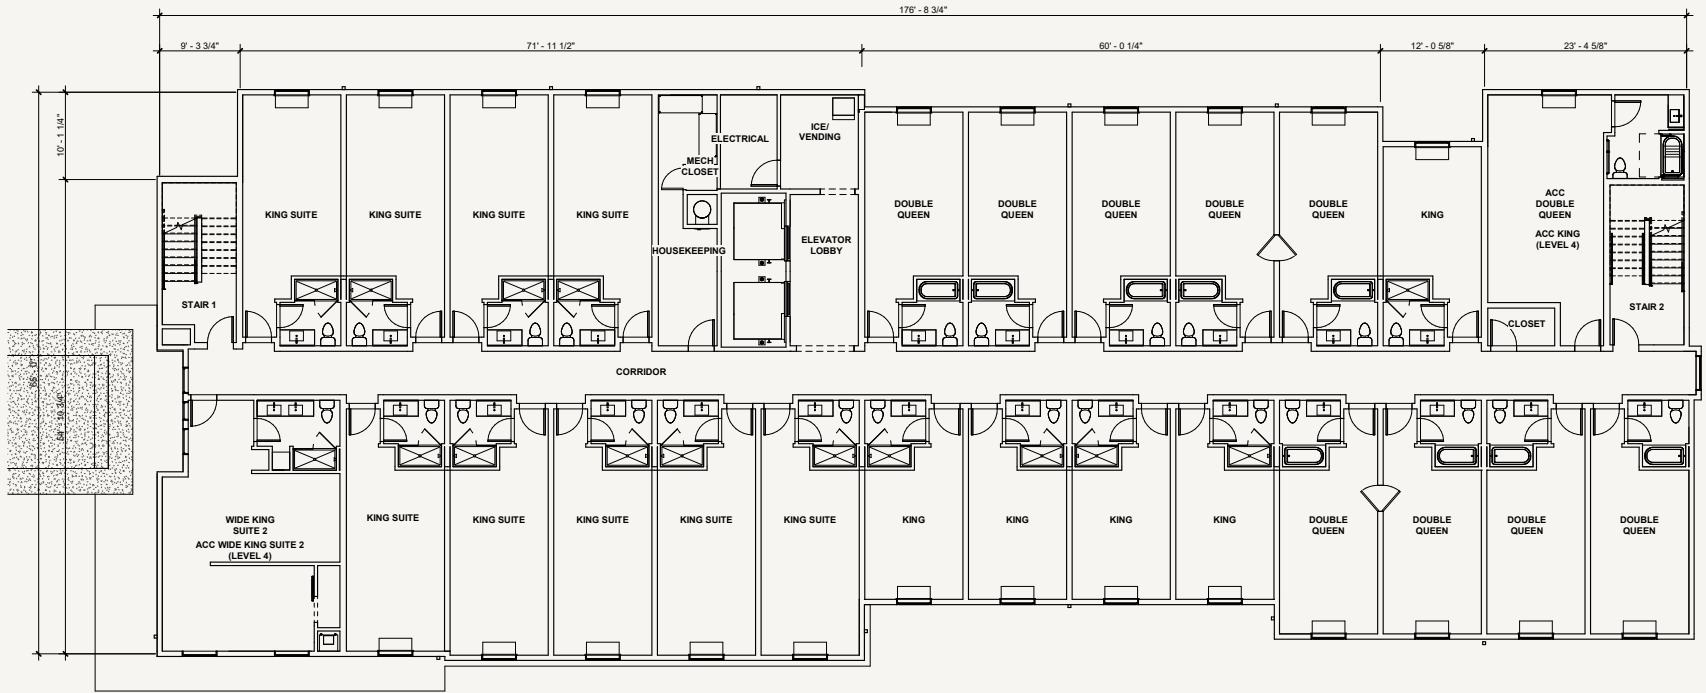 176' - 8 3/4"
9' - 3 3/4"
71' - 11 1/2"
60' - 0 1/4"
12' - 0 5/8"
23' - 4 5/8"
10' - 1 1/4"
ELECTRICAL
ICE/
VENDING
MECH
CLOSET
KING SUITE
KING SUITE
KING SUITE
KING SUITE
DOUBLE
QUEEN
DOUBLE
QUEEN
DOUBLE
QUEEN
DOUBLE
QUEEN
DOUBLE
QUEEN
KING
ACC
DOUBLE
QUEEN
ACC KING
(LEVEL 4)
HOUSEKEEPING
ELEVATOR
LOBBY
STAIR 1
STAIR 2
CLOSET
CORRIDOR
WIDE KING
SUITE 2
ACC WIDE KING SUITE 2
(LEVEL 4)
KING SUITE
KING SUITE
KING SUITE
KING SUITE
KING SUITE
KING
KING
KING
KING
DOUBLE
QUEEN
DOUBLE
QUEEN
DOUBLE
QUEEN
DOUBLE
QUEEN